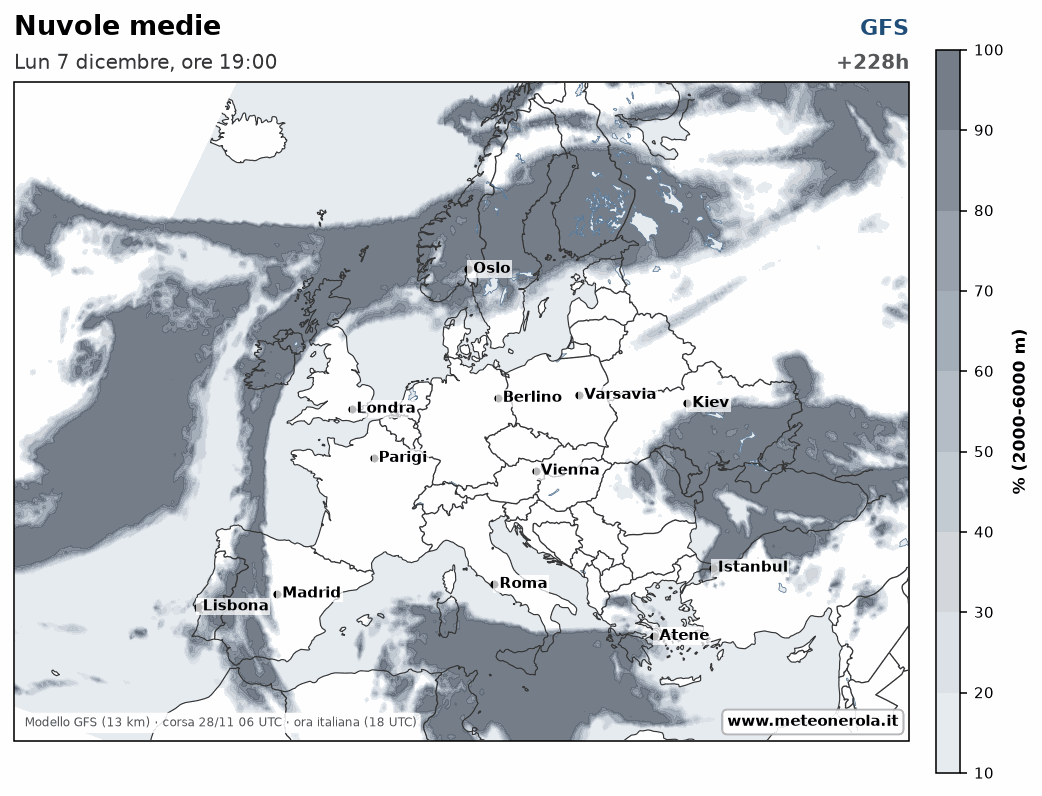 Nuvole medie
GFS
Lun 7 dicembre, ore 19:00
+228h
Oslo
Berlino
Varsavia
Kiev
Londra
Parigi
Vienna
Istanbul
Roma
Madrid
Lisbona
Atene
Modello GFS (13 km) · corsa 28/11 06 UTC · ora italiana (18 UTC)
www.meteonerola.it
100
90
80
70
60
50
40
30
20
10
% (2000-6000 m)